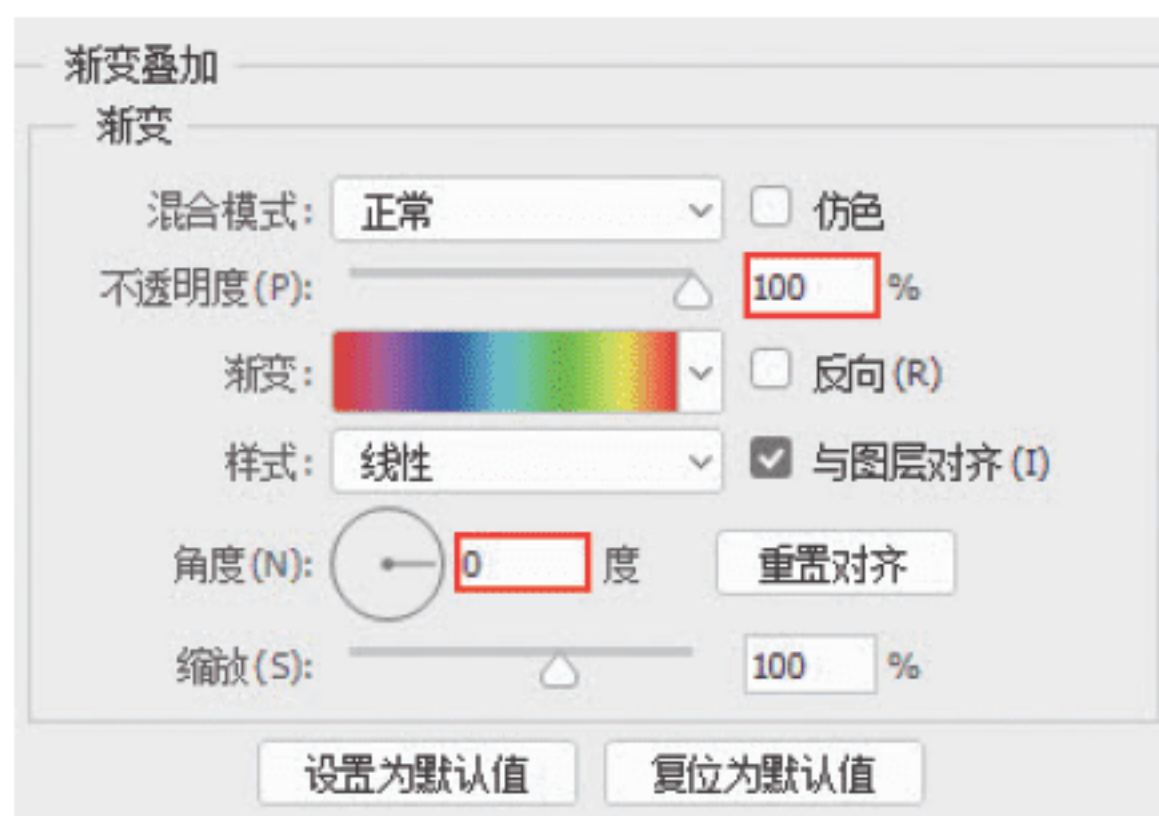 渐变叠加
渐变
混合模式: 正常 仿色
不透明度(P): 100 %
渐变: 反向(R)
样式: 线性 与图层对齐(I)
角度(N): 0 度 重置对齐
缩放(S): 100 %
设置为默认值 复位为默认值